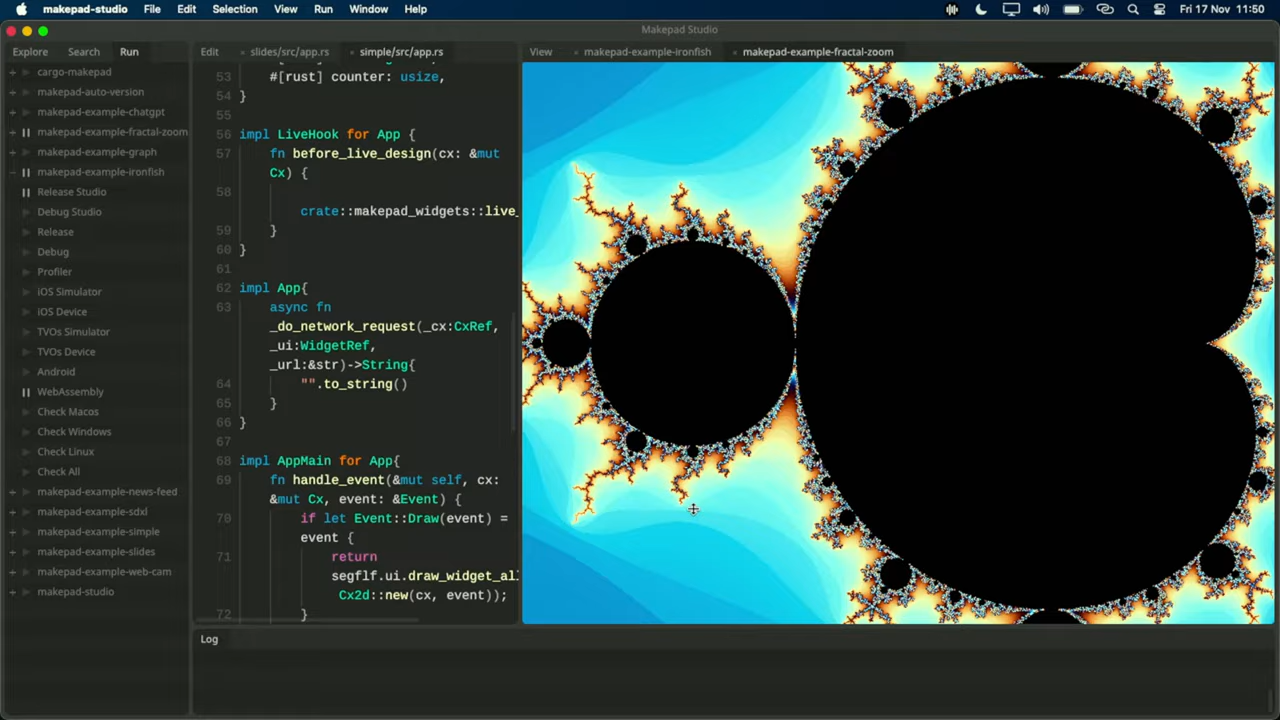 makepad-studio File Edit Selection View Run Window Help Fri 17 Nov 11:50
Makepad Studio
Explore Search Run
cargo-makepad
makepad-auto-version
makepad-example-chatgpt
makepad-example-fractal-zoom
makepad-example-graph
makepad-example-ironfish
Release Studio
Debug Studio
Release
Debug
Profiler
iOS Simulator
iOS Device
TVOs Simulator
TVOs Device
Android
WebAssembly
Check Macos
Check Windows
Check Linux
Check All
makepad-example-news-feed
makepad-example-sdxl
makepad-example-simple
makepad-example-slides
makepad-example-web-cam
makepad-studio
Edit × slides/src/app.rs × simple/src/app.rs
53 #[rust] counter: usize,
54 }
55
56 impl LiveHook for App {
57 fn before_live_design(cx: &mut
Cx) {
58
crate::makepad_widgets::live_
59 }
60 }
61
62 impl App{
63 async fn
_do_network_request(_cx:CxRef,
_ui:WidgetRef,
_url:&str)->String{
64 "".to_string()
65 }
66 }
67
68 impl AppMain for App{
69 fn handle_event(&mut self, cx:
&mut Cx, event: &Event) {
70 if let Event::Draw(event) =
event {
71 return
segflf.ui.draw_widget_al
Cx2d::new(cx, event));
72 }
View × makepad-example-ironfish × makepad-example-fractal-zoom
Log